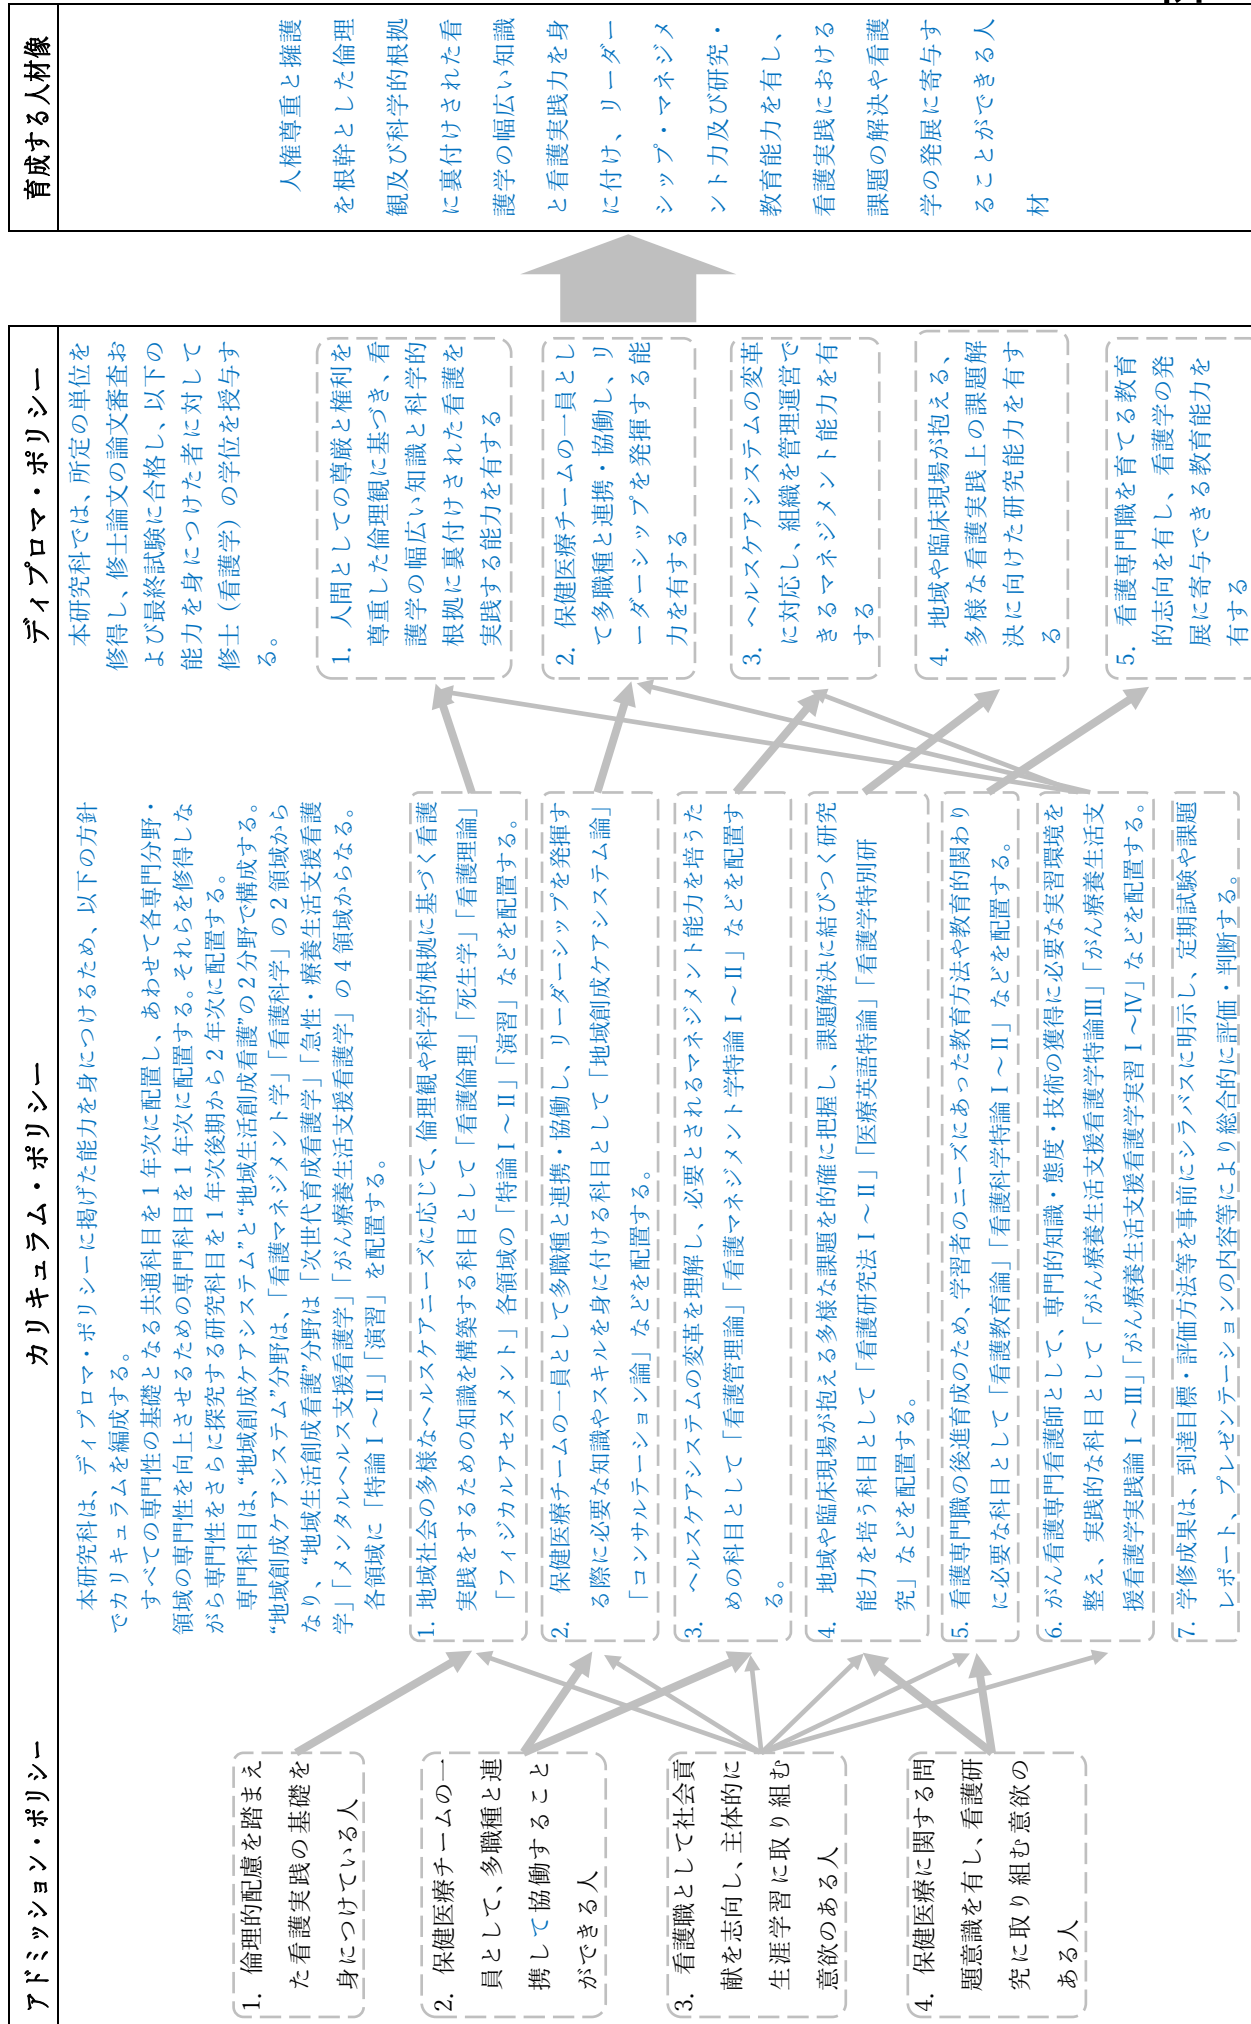 アドミッション・ポリシー
1. 倫理的配慮を踏まえ
た看護実践の基礎を
身につけている人
2. 保健医療チームの一
員として、多職種と連
携して協働すること
ができる人
3. 看護職として社会貢
献を志向し、主体的に
生涯学習に取り組む
意欲のある人
4. 保健医療に関する問
題意識を有し、看護研
究に取り組む意欲の
ある人
カリキュラム・ポリシー
本研究科は、ディプロマ・ポリシーに掲げた能力を身につけるため、以下の方針
でカリキュラムを編成する。
すべての専門性の基礎となる共通科目を1年次に配置し、あわせて各専門分野・
領域の専門性を向上させるための専門科目を1年次に配置する。それらを修得しな
がら専門性をさらに探究する研究科目を1年次後期から2年次に配置する。
専門科目は、“地域創成ケアシステム”と“地域生活創成看護”の2分野で構成する。
“地域創成ケアシステム”分野は、「看護マネジメント学」「看護科学」の2領域から
なり、“地域生活創成看護”分野は「次世代育成看護学」「急性・療養生活支援看護
学」「メンタルヘルス支援看護学」「がん療養生活支援看護学」の4領域からなる。
各領域に「特論Ⅰ～Ⅱ」「演習」を配置する。
1. 地域社会の多様なヘルスケアニーズに応じて、倫理観や科学的根拠に基づく看護
実践をするための知識を構築する科目として「看護倫理」「死生学」「看護理論」
「フィジカルアセスメント」各領域の「特論Ⅰ～Ⅱ」「演習」などを配置する。
2. 保健医療チームの一員として多職種と連携・協働し、リーダーシップを発揮す
る際に必要な知識やスキルを身に付ける科目として「地域創成ケアシステム論」
「コンサルテーション論」などを配置する。
3. ヘルスケアシステムの変革を理解し、必要とされるマネジメント能力を培うた
めの科目として「看護管理論」「看護マネジメント学特論Ⅰ～Ⅱ」などを配置す
る。
4. 地域や臨床現場が抱える多様な課題を的確に把握し、課題解決に結びつく研究
能力を培う科目として「看護研究法Ⅰ～Ⅱ」「医療英語特論」「看護学特別研
究」などを配置する。
5. 看護専門職の後進育成のため、学習者のニーズにあった教育方法や教育的関わり
に必要な科目として「看護教育論」「看護科学特論Ⅰ～Ⅱ」などを配置する。
6. がん看護専門看護師として、専門的知識・態度・技術の獲得に必要な実習環境を
整え、実践的な科目として「がん療養生活支援看護学特論Ⅲ」「がん療養生活支
援看護学実践論Ⅰ～Ⅲ」「がん療養生活支援看護学実習Ⅰ～Ⅳ」などを配置する。
7. 学修成果は、到達目標・評価方法等を事前にシラバスに明示し、定期試験や課題
レポート、プレゼンテーションの内容等により総合的に評価・判断する。
ディプロマ・ポリシー
本研究科では、所定の単位を
修得し、修士論文の論文審査お
よび最終試験に合格し、以下の
能力を身につけた者に対して
修士（看護学）の学位を授与す
る。
1. 人間としての尊厳と権利を
尊重した倫理観に基づき、看
護学の幅広い知識と科学的
根拠に裏付けされた看護を
実践する能力を有する
2. 保健医療チームの一員とし
て多職種と連携・協働し、リ
ーダーシップを発揮する能
力を有する
3. ヘルスケアシステムの変革
に対応し、組織を管理運営で
きるマネジメント能力を有
する
4. 地域や臨床現場が抱える、
多様な看護実践上の課題解
決に向けた研究能力を有す
る
5. 看護専門職を育てる教育
的志向を有し、看護学の発
展に寄与できる教育能力を
有する
育成する人材像
人権尊重と擁護
を根幹とした倫理
観及び科学的根拠
に裏付けされた看
護学の幅広い知識
と看護実践力を身
に付け、リーダー
シップ・マネジメ
ント力及び研究・
教育能力を有し、
看護実践における
課題の解決や看護
学の発展に寄与す
ることができる人
材